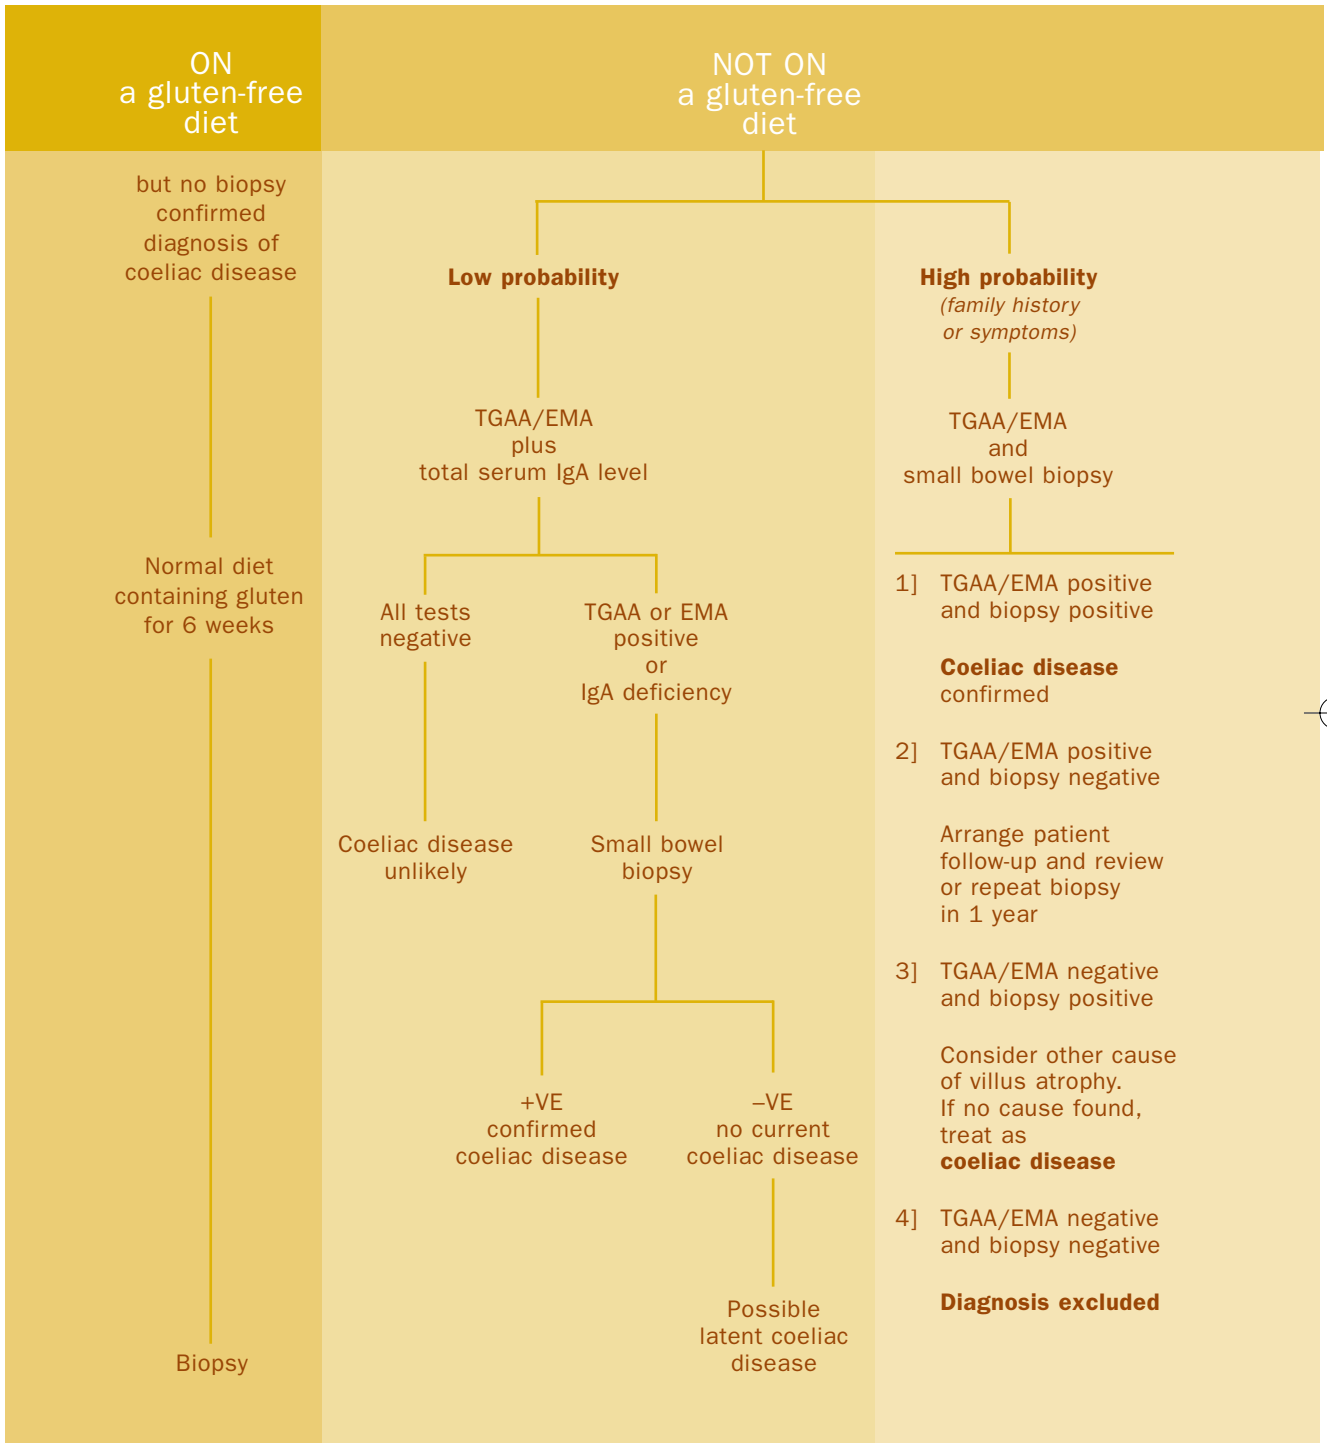 ON
a gluten-free
diet
but no biopsy
confirmed
diagnosis of
coeliac disease
Normal diet
containing gluten
for 6 weeks
Biopsy
NOT ON
a gluten-free
diet
Low probability
TGAA/EMA
plus
total serum IgA level
All tests
negative
Coeliac disease
unlikely
TGAA or EMA
positive
or
IgA deficiency
Small bowel
biopsy
+VE
confirmed
coeliac disease
–VE
no current
coeliac disease
Possible
latent coeliac
disease
High probability
(family history
or symptoms)
TGAA/EMA
and
small bowel biopsy
1] TGAA/EMA positive
and biopsy positive
Coeliac disease
confirmed
2] TGAA/EMA positive
and biopsy negative
Arrange patient
follow-up and review
or repeat biopsy
in 1 year
3] TGAA/EMA negative
and biopsy positive
Consider other cause
of villus atrophy.
If no cause found,
treat as
coeliac disease
4] TGAA/EMA negative
and biopsy negative
Diagnosis excluded